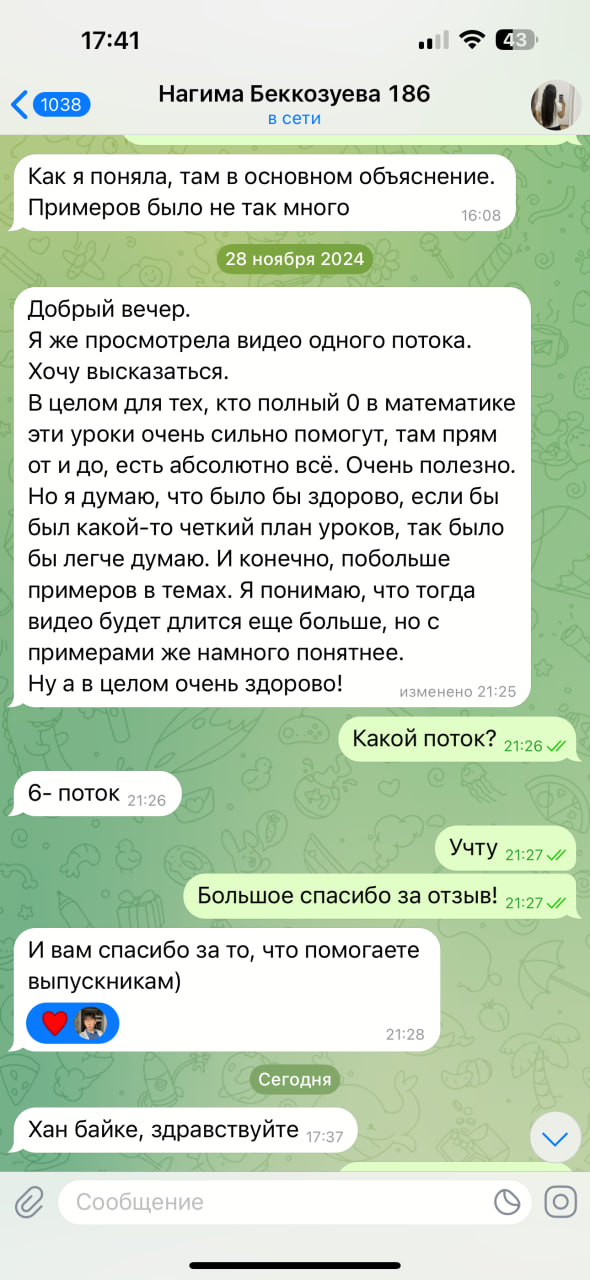 17:41
43
1038
Нагима Беккозуева 186
в сети
Как я поняла, там в основном объяснение.
Примеров было не так много
16:08
28 ноября 2024
Добрый вечер.
Я же просмотрела видео одного потока.
Хочу высказаться.
В целом для тех, кто полный 0 в математике
эти уроки очень сильно помогут, там прям
от и до, есть абсолютно всё. Очень полезно.
Но я думаю, что было бы здорово, если бы
был какой-то четкий план уроков, так было
бы легче думаю. И конечно, побольше
примеров в темах. Я понимаю, что тогда
видео будет длится еще больше, но с
примерами же намного понятнее.
Ну а в целом очень здорово!
изменено 21:25
Какой поток? 21:26
6- поток 21:26
Учту 21:27
Большое спасибо за отзыв! 21:27
И вам спасибо за то, что помогаете
выпускникам)
21:28
Сегодня
Хан байке, здравствуйте 17:37
Сообщение